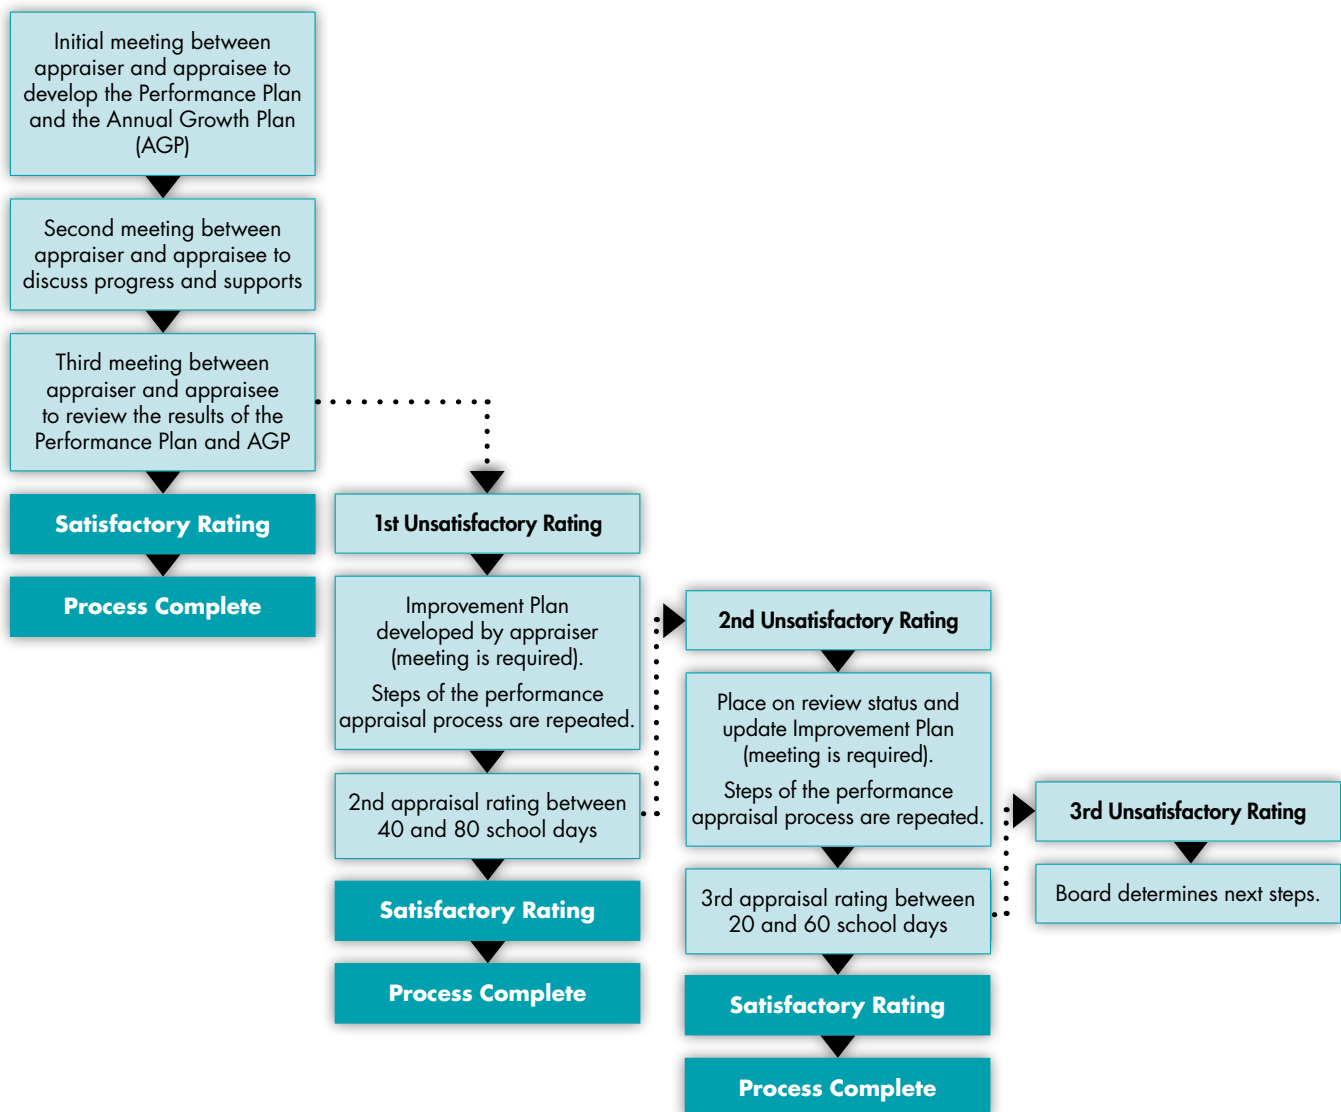 Initial meeting between
appraiser and appraisee to
develop the Performance Plan
and the Annual Growth Plan
(AGP)
Second meeting between
appraiser and appraisee to
discuss progress and supports
Third meeting between
appraiser and appraisee
to review the results of the
Performance Plan and AGP
Satisfactory Rating
Process Complete
1st Unsatisfactory Rating
Improvement Plan
developed by appraiser
(meeting is required).
Steps of the performance
appraisal process are repeated.
2nd appraisal rating between
40 and 80 school days
Satisfactory Rating
Process Complete
2nd Unsatisfactory Rating
Place on review status and
update Improvement Plan
(meeting is required).
Steps of the performance
appraisal process are repeated.
3rd appraisal rating between
20 and 60 school days
Satisfactory Rating
Process Complete
3rd Unsatisfactory Rating
Board determines next steps.